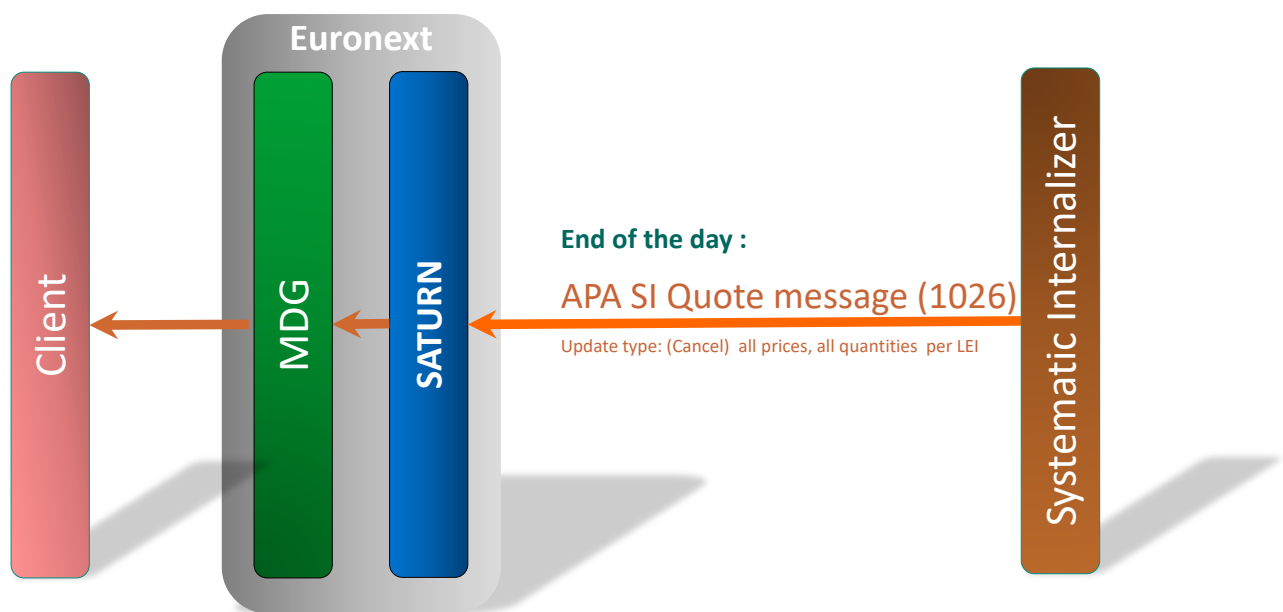 Euronext
Client
MDG
SATURN
End of the day :
APA SI Quote message (1026)
Update type: (Cancel) all prices, all quantities per LEI
Systematic Internalizer